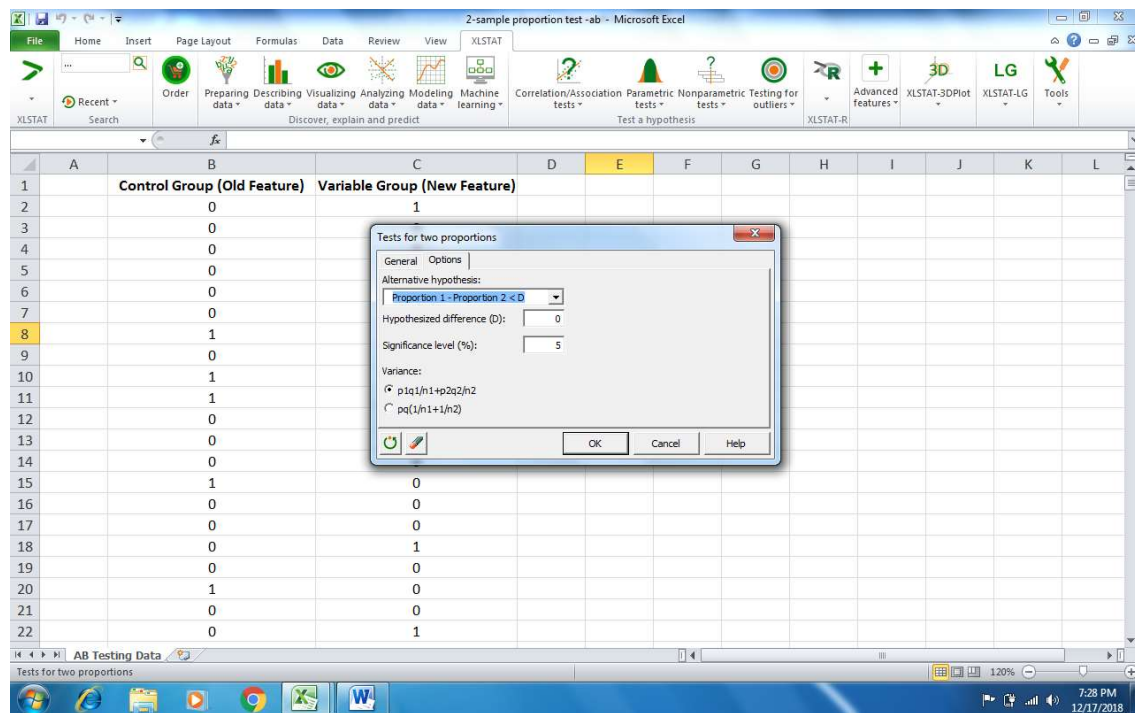 2-sample proportion test -ab - Microsoft Excel
File Home Insert Page Layout Formulas Data Review View XLSTAT
...
Recent
XLSTAT
Search
Order
Preparing data
Describing data
Visualizing data
Analyzing data
Modeling data
Machine learning
Discover, explain and predict
Correlation/Association tests
Parametric tests
Nonparametric tests
Testing for outliers
Test a hypothesis
R
XLSTAT-R
Advanced features
3D
XLSTAT-3DPlot
LG
XLSTAT-LG
Tools
fx
A B C D E F G H I J K L
1 Control Group (Old Feature) Variable Group (New Feature)
2 0 1
3 0
4 0
5 0
6 0
7 0
8 1
9 0
10 1
11 1
12 0
13 0
14 0
15 1 0
16 0 0
17 0 0
18 0 1
19 0 0
20 1 0
21 0 0
22 0 1
Tests for two proportions
General Options
Alternative hypothesis:
Proportion 1 - Proportion 2 < D
Hypothesized difference (D): 0
Significance level (%): 5
Variance:
p1q1/n1+p2q2/n2
pq(1/n1+1/n2)
OK Cancel Help
AB Testing Data
Tests for two proportions
120%
7:28 PM
12/17/2018